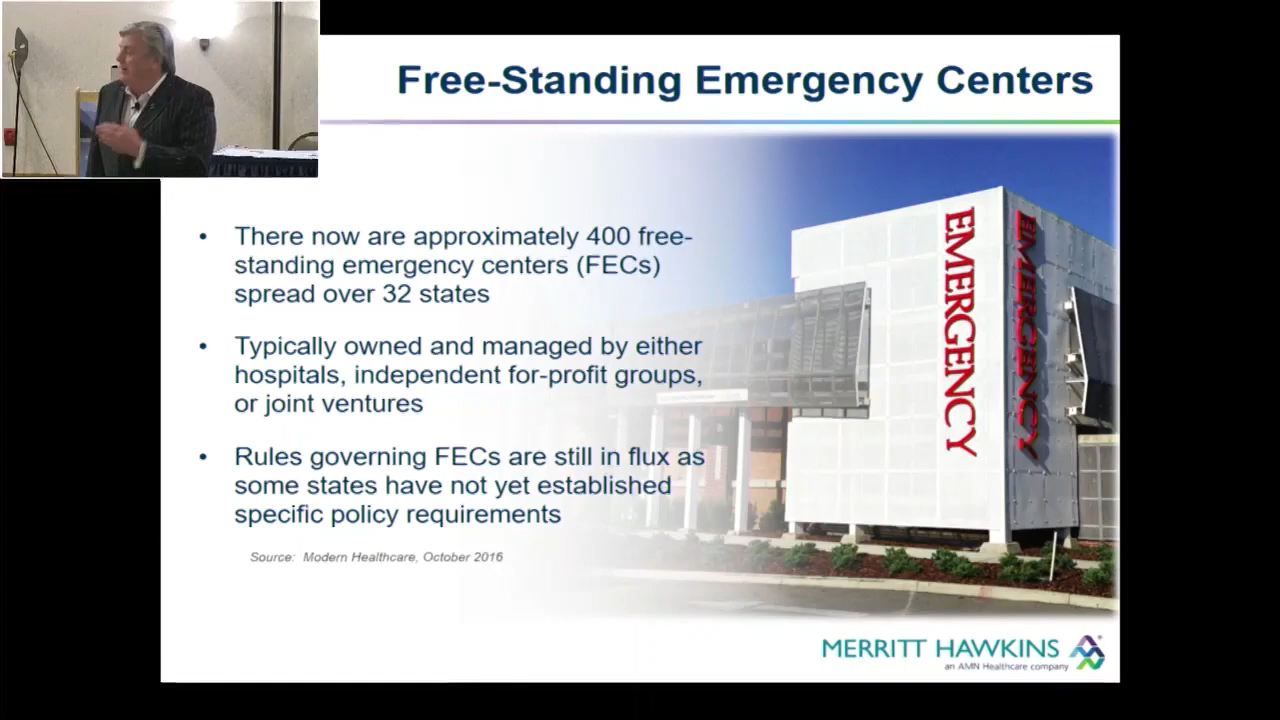 Free-Standing Emergency Centers
• There now are approximately 400 free-
standing emergency centers (FECs)
spread over 32 states
• Typically owned and managed by either
hospitals, independent for-profit groups,
or joint ventures
• Rules governing FECs are still in flux as
some states have not yet established
specific policy requirements
Source: Modern Healthcare, October 2016
EMERGENCY
EMERGENCY
MERRITT HAWKINS
an AMN Healthcare company